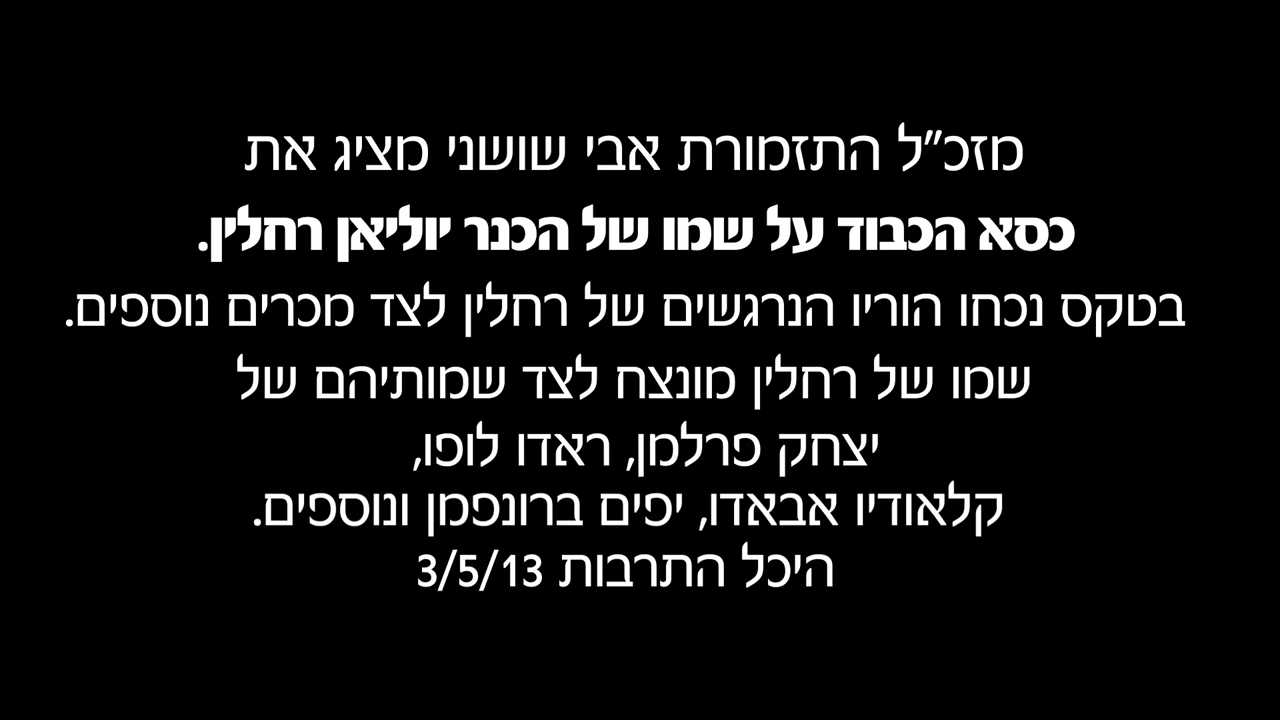 מזכ"ל התזמורת אבי שושני מציג את
כסא הכבוד על שמו של הכנר יוליאן רחלין.
בטקס נכחו הוריו הנרגשים של רחלין לצד מכרים נוספים.
שמו של רחלין מונצח לצד שמותיהם של
יצחק פרלמן, ראדו לופו,
קלאודיו אבאדו, יפים ברונפמן ונוספים.
היכל התרבות 3/5/13